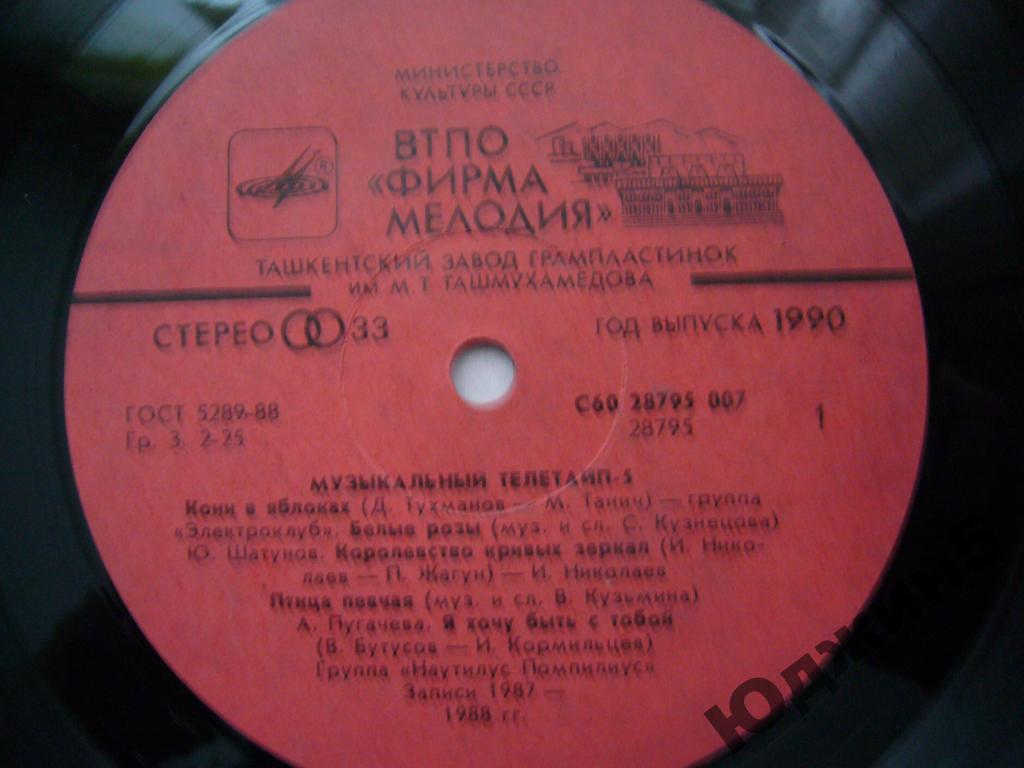 МИНИСТЕРСТВО
КУЛЬТУРЫ СССР
ВТПО
«ФИРМА
МЕЛОДИЯ»
®
ТАШКЕНТСКИЙ ЗАВОД ГРАМПЛАСТИНОК
ИМ М. Т. ТАШМУХАМЕДОВА
СТЕРЕО 33
ГОД ВЫПУСКА 1990
ГОСТ 5289-88
Гр. 3. 2-25
С60 28795 007
28795
1
МУЗЫКАЛЬНЫЙ ТЕЛЕТАЙП-5
Кони в яблоках (Д. Тухманов — М. Танич) — группа
«Электроклуб». Белые розы (муз. и сл. С. Кузнецова)
Ю. Шатунов. Королевство кривых зеркал (И. Нико-
лаев — П. Жагун) — И. Николаев
Птица певчая (муз. и сл. В. Кузьмина)
А. Пугачева. Я хочу быть с тобой
(В. Бутусов — И. Кормильцев)
Группа «Наутилус Помпилиус»
Записи 1987 —
1988 гг.
Юджин15